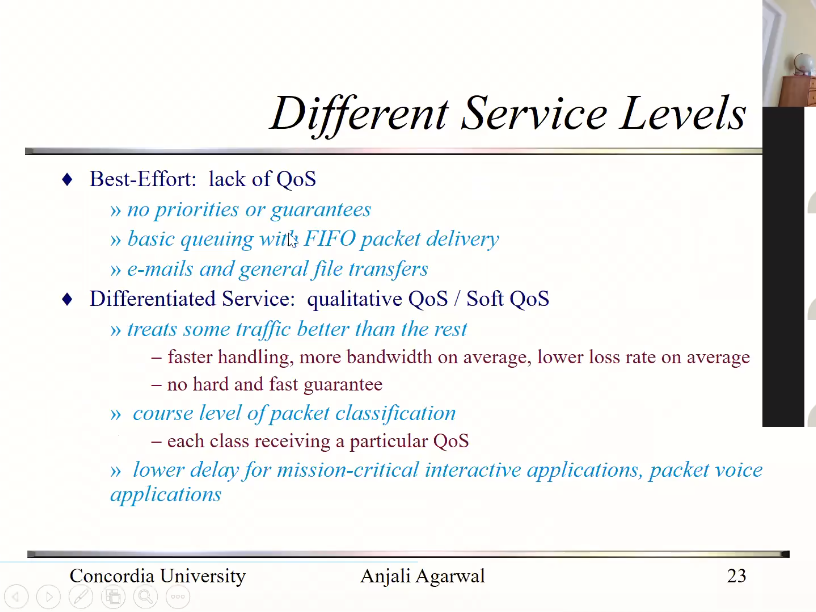 Different Service Levels
♦ Best-Effort: lack of QoS
» no priorities or guarantees
» basic queuing with FIFO packet delivery
» e-mails and general file transfers
♦ Differentiated Service: qualitative QoS / Soft QoS
» treats some traffic better than the rest
– faster handling, more bandwidth on average, lower loss rate on average
– no hard and fast guarantee
» course level of packet classification
– each class receiving a particular QoS
» lower delay for mission-critical interactive applications, packet voice
applications
Concordia University Anjali Agarwal 23